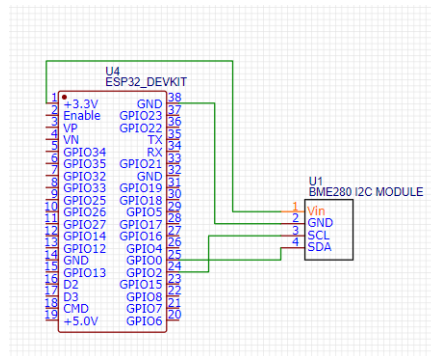 U4
ESP32_DEVKIT
1 +3.3V GND 38
2 Enable GPIO23 37
3 VP GPIO22 36
4 VN TX 35
5 GPIO34 RX 34
6 GPIO35 GPIO21 33
7 GPIO32 GND 32
8 GPIO33 GPIO19 31
9 GPIO25 GPIO18 30
10 GPIO26 GPIO5 29
11 GPIO27 GPIO17 28
12 GPIO14 GPIO16 27
13 GPIO12 GPIO4 26
14 GND GPIO0 25
15 GPIO13 GPIO2 24
16 D2 GPIO15 23
17 D3 GPIO8 22
18 CMD GPIO7 21
19 +5.0V GPIO6 20
U1
BME280 I2C MODULE
1 Vin
2 GND
3 SCL
4 SDA